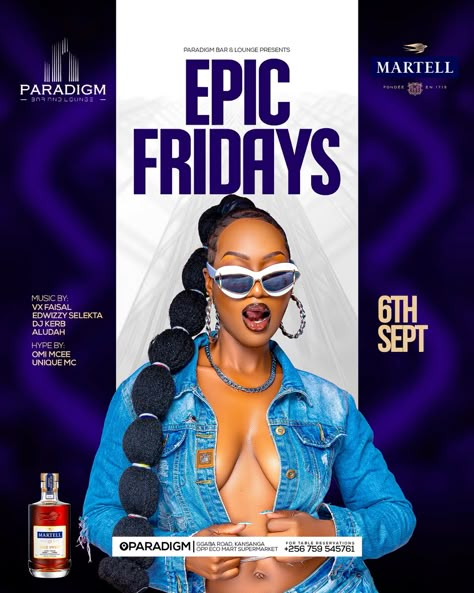 PARADIGM BAR & LOUNGE PRESENTS
PARADIGM
BAR AND LOUNGE
MARTELL
FONDÉE EN 1715
EPIC
FRIDAYS
MUSIC BY:
VX FAISAL
EDWIZZY SELEKTA
DJ KERB
ALUDAH
HYPE BY:
OMI MCEE
UNIQUE MC
6TH
SEPT
MARTELL
PARADIGM
GGABA ROAD, KANSANGA
OPP ECO MART SUPERMARKET
FOR TABLE RESERVATIONS
+256 759 545761